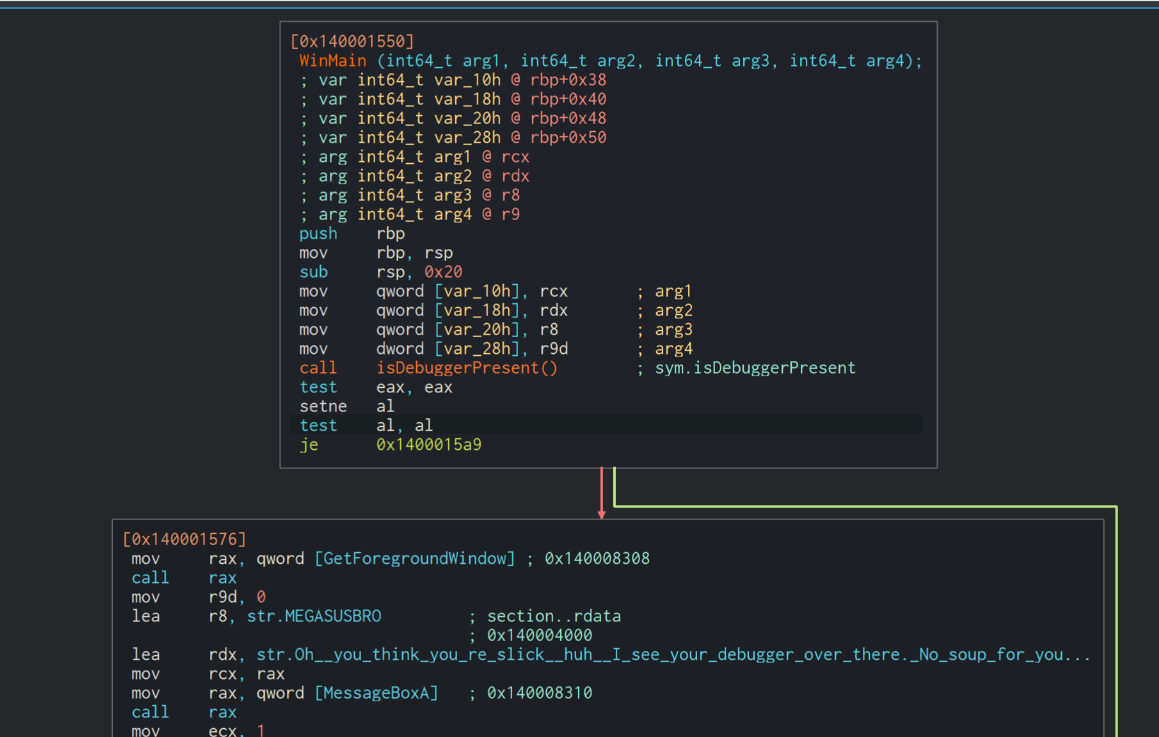 [0x140001550]
WinMain (int64_t arg1, int64_t arg2, int64_t arg3, int64_t arg4);
; var int64_t var_10h @ rbp+0x38
; var int64_t var_18h @ rbp+0x40
; var int64_t var_20h @ rbp+0x48
; var int64_t var_28h @ rbp+0x50
; arg int64_t arg1 @ rcx
; arg int64_t arg2 @ rdx
; arg int64_t arg3 @ r8
; arg int64_t arg4 @ r9
push rbp
mov rbp, rsp
sub rsp, 0x20
mov qword [var_10h], rcx ; arg1
mov qword [var_18h], rdx ; arg2
mov qword [var_20h], r8 ; arg3
mov dword [var_28h], r9d ; arg4
call isDebuggerPresent() ; sym.isDebuggerPresent
test eax, eax
setne al
test al, al
je 0x1400015a9
[0x140001576]
mov rax, qword [GetForegroundWindow] ; 0x140008308
call rax
mov r9d, 0
lea r8, str.MEGASUSBRO ; section..rdata
; 0x140004000
lea rdx, str.Oh__you_think_you_re_slick__huh__I_see_your_debugger_over_there._No_soup_for_you...
mov rcx, rax
mov rax, qword [MessageBoxA] ; 0x140008310
call rax
mov ecx, 1